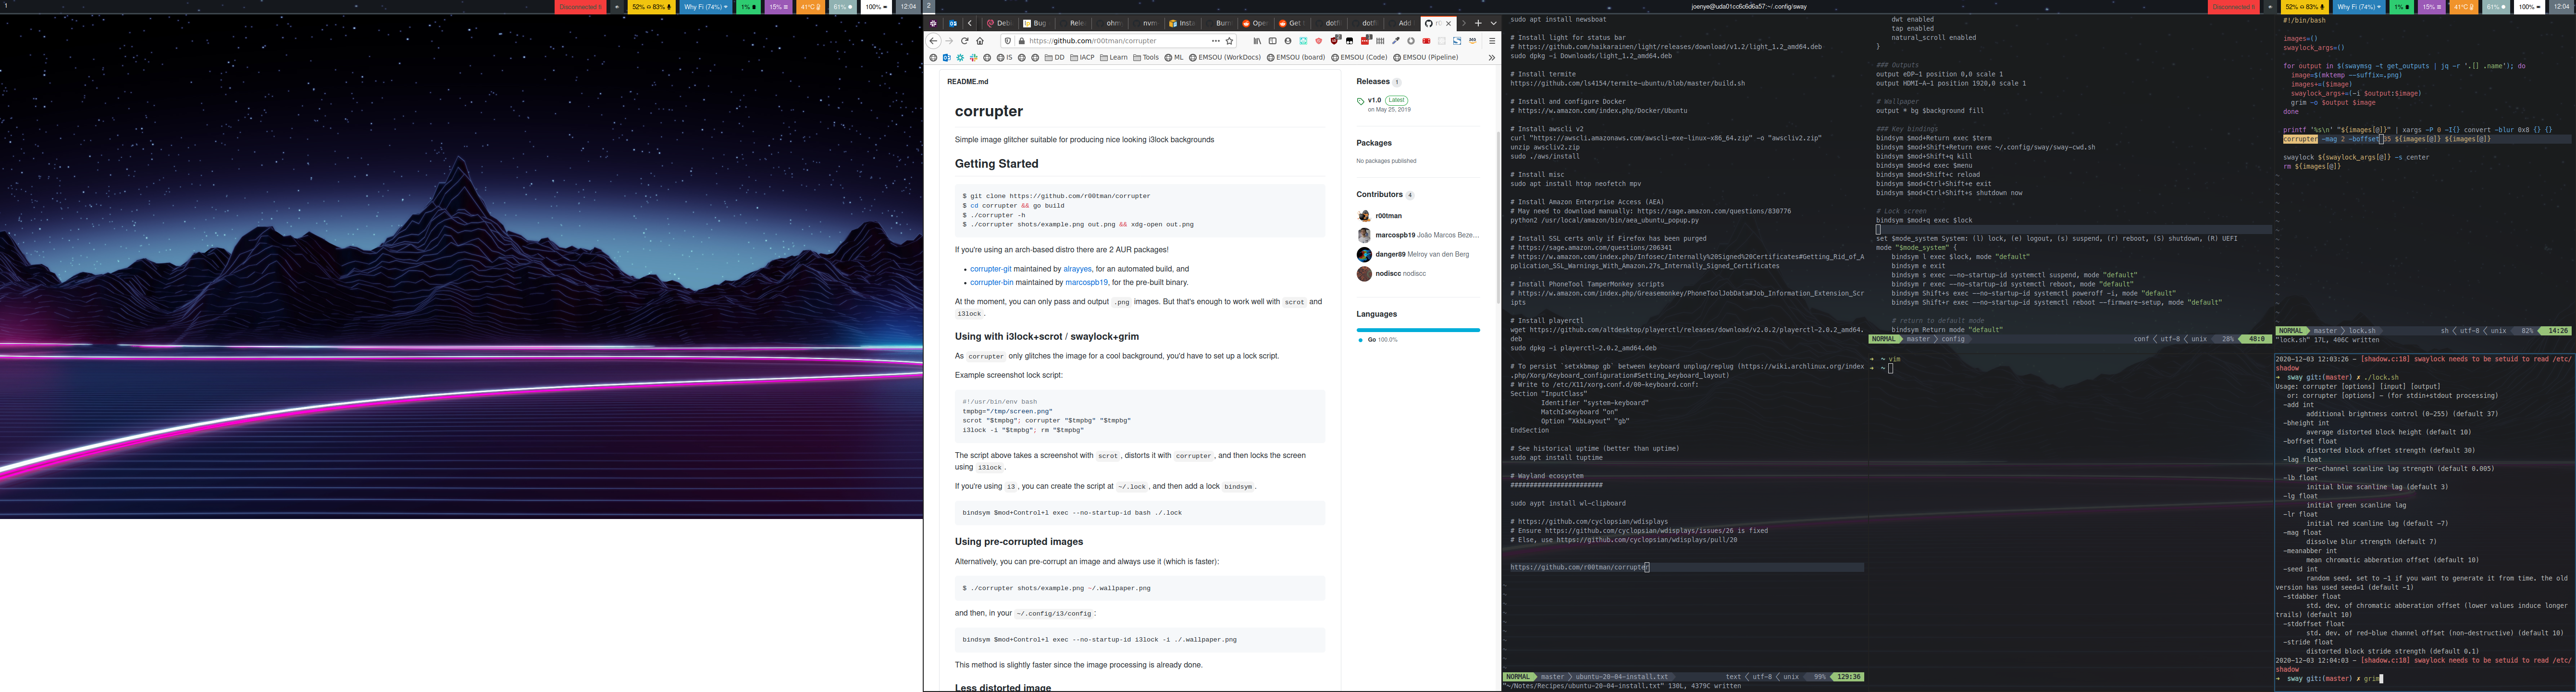 1
Disconnected
52% 83%
Why Fi (74%)
1%
15%
41°C
61%
100%
12:04
2
joenye@uda01cc6c6d6a57:~/.config/sway
Disconnected
52% 83%
Why Fi (74%)
1%
15%
41°C
61%
100%
12:04
https://github.com/r00tman/corrupter
IS
DD
IACP
Learn
Tools
ML
EMSOU (WorkDocs)
EMSOU (board)
EMSOU (Code)
EMSOU (Pipeline)
README.md
corrupter
Simple image glitcher suitable for producing nice looking i3lock backgrounds
Getting Started
$ git clone https://github.com/r00tman/corrupter
$ cd corrupter && go build
$ ./corrupter -h
$ ./corrupter shots/example.png out.png && xdg-open out.png
If you're using an arch-based distro there are 2 AUR packages!
• corrupter-git maintained by alrayyes, for an automated build, and
• corrupter-bin maintained by marcospb19, for the pre-built binary.
At the moment, you can only pass and output .png images. But that's enough to work well with scrot and
i3lock .
Using with i3lock+scrot / swaylock+grim
As corrupter only glitches the image for a cool background, you'd have to set up a lock script.
Example screenshot lock script:
#!/usr/bin/env bash
tmpbg="/tmp/screen.png"
scrot "$tmpbg"; corrupter "$tmpbg" "$tmpbg"
i3lock -i "$tmpbg"; rm "$tmpbg"
The script above takes a screenshot with scrot , distorts it with corrupter , and then locks the screen
using i3lock .
If you're using i3 , you can create the script at ~/.lock , and then add a lock bindsym .
bindsym $mod+Control+l exec --no-startup-id bash ./.lock
Using pre-corrupted images
Alternatively, you can pre-corrupt an image and always use it (which is faster):
$ ./corrupter shots/example.png ~/.wallpaper.png
and then, in your ~/.config/i3/config :
bindsym $mod+Control+l exec --no-startup-id i3lock -i ./.wallpaper.png
This method is slightly faster since the image processing is already done.
Less distorted image
Releases 1
v1.0 Latest
on May 25, 2019
Packages
No packages published
Contributors 4
r00tman
marcospb19 João Marcos Beze...
danger89 Melroy van den Berg
nodiscc nodiscc
Languages
Go 100.0%
sudo apt install newsboat
# Install light for status bar
# https://github.com/haikarainen/light/releases/download/v1.2/light_1.2_amd64.deb
sudo dpkg -i Downloads/light_1.2_amd64.deb
# Install termite
https://github.com/ls4154/termite-ubuntu/blob/master/build.sh
# Install and configure Docker
# https://w.amazon.com/index.php/Docker/Ubuntu
# Install awscli v2
curl "https://awscli.amazonaws.com/awscli-exe-linux-x86_64.zip" -o "awscliv2.zip"
unzip awscliv2.zip
sudo ./aws/install
# Install misc
sudo apt install htop neofetch mpv
# Install Amazon Enterprise Access (AEA)
# May need to download manually: https://sage.amazon.com/questions/830776
python2 /usr/local/amazon/bin/aea_ubuntu_popup.py
# Install SSL certs only if Firefox has been purged
# https://sage.amazon.com/questions/206341
# https://w.amazon.com/index.php/Infosec/Internally%20Signed%20Certificates#Getting_Rid_of_A
pplication_SSL_Warnings_With_Amazon.27s_Internally_Signed_Certificates
# Install PhoneTool TamperMonkey scripts
# https://w.amazon.com/index.php/Greasemonkey/PhoneToolJobData#Job_Information_Extension_Scr
ipts
# Install playerctl
wget https://github.com/altdesktop/playerctl/releases/download/v2.0.2/playerctl-2.0.2_amd64.
deb
sudo dpkg -i playerctl-2.0.2_amd64.deb
# To persist `setxkbmap gb` between keyboard unplug/replug (https://wiki.archlinux.org/index
.php/Xorg/Keyboard_configuration#Setting_keyboard_layout)
# Write to /etc/X11/xorg.conf.d/00-keyboard.conf:
Section "InputClass"
Identifier "system-keyboard"
MatchIsKeyboard "on"
Option "XkbLayout" "gb"
EndSection
# See historical uptime (better than uptime)
sudo apt install tuptime
# Wayland ecosystem
########################
sudo aypt install wl-clipboard
# https://github.com/cyclopsian/wdisplays
# Ensure https://github.com/cyclopsian/wdisplays/issues/26 is fixed
# Else, use https://github.com/cyclopsian/wdisplays/pull/20
https://github.com/r00tman/corrupter
NORMAL master ubuntu-20-04-install.txt text utf-8 unix 99% 129:36
"~/Notes/Recipes/ubuntu-20-04-install.txt" 130L, 4379C written
dwt enabled
tap enabled
natural_scroll enabled
}
### Outputs
output eDP-1 position 0,0 scale 1
output HDMI-A-1 position 1920,0 scale 1
# Wallpaper
output * bg $background fill
### Key bindings
bindsym $mod+Return exec $term
bindsym $mod+Shift+Return exec ~/.config/sway/sway-cwd.sh
bindsym $mod+Shift+q kill
bindsym $mod+d exec $menu
bindsym $mod+Shift+c reload
bindsym $mod+Ctrl+Shift+e exit
bindsym $mod+Ctrl+Shift+s shutdown now
# Lock screen
bindsym $mod+q exec $lock
set $mode_system System: (l) lock, (e) logout, (s) suspend, (r) reboot, (S) shutdown, (R) UEFI
mode "$mode_system" {
bindsym l exec $lock, mode "default"
bindsym e exit
bindsym s exec --no-startup-id systemctl suspend, mode "default"
bindsym r exec --no-startup-id systemctl reboot, mode "default"
bindsym Shift+s exec --no-startup-id systemctl poweroff -i, mode "default"
bindsym Shift+r exec --no-startup-id systemctl reboot --firmware-setup, mode "default"
# return to default mode
bindsym Return mode "default"
NORMAL master config conf utf-8 unix 28% 48:0
➜ ~ vim
➜ ~
#!/bin/bash
images=()
swaylock_args=()
for output in $(swaymsg -t get_outputs | jq -r '.[] .name'); do
image=$(mktemp --suffix=.png)
images+=($image)
swaylock_args+=(-i $output:$image)
grim -o $output $image
done
printf '%s\n' "${images[@]}" | xargs -P 0 -I{} convert -blur 0x8 {} {}
corrupter -mag 2 -boffset 35 ${images[@]} ${images[@]}
swaylock ${swaylock_args[@]} -s center
rm ${images[@]}
NORMAL master lock.sh sh utf-8 unix 82% 14:26
"lock.sh" 17L, 406C written
2020-12-03 12:03:26 - [shadow.c:18] swaylock needs to be setuid to read /etc/
shadow
➜ sway git:(master) ✗ ./lock.sh
Usage: corrupter [options] [input] [output]
or: corrupter [options] - (for stdin+stdout processing)
-add int
additional brightness control (0-255) (default 37)
-bheight int
average distorted block height (default 10)
-boffset float
distorted block offset strength (default 30)
-lag float
per-channel scanline lag strength (default 0.005)
-lb float
initial blue scanline lag (default 3)
-lg float
initial green scanline lag
-lr float
initial red scanline lag (default -7)
-mag float
dissolve blur strength (default 7)
-meanabber int
mean chromatic abberation offset (default 10)
-seed int
random seed. set to -1 if you want to generate it from time. the old
version has used seed=1 (default -1)
-stdabber float
std. dev. of chromatic abberation offset (lower values induce longer
trails) (default 10)
-stdoffset float
std. dev. of red-blue channel offset (non-destructive) (default 10)
-stride float
distorted block stride strength (default 0.1)
2020-12-03 12:04:03 - [shadow.c:18] swaylock needs to be setuid to read /etc/
shadow
➜ sway git:(master) ✗ grim